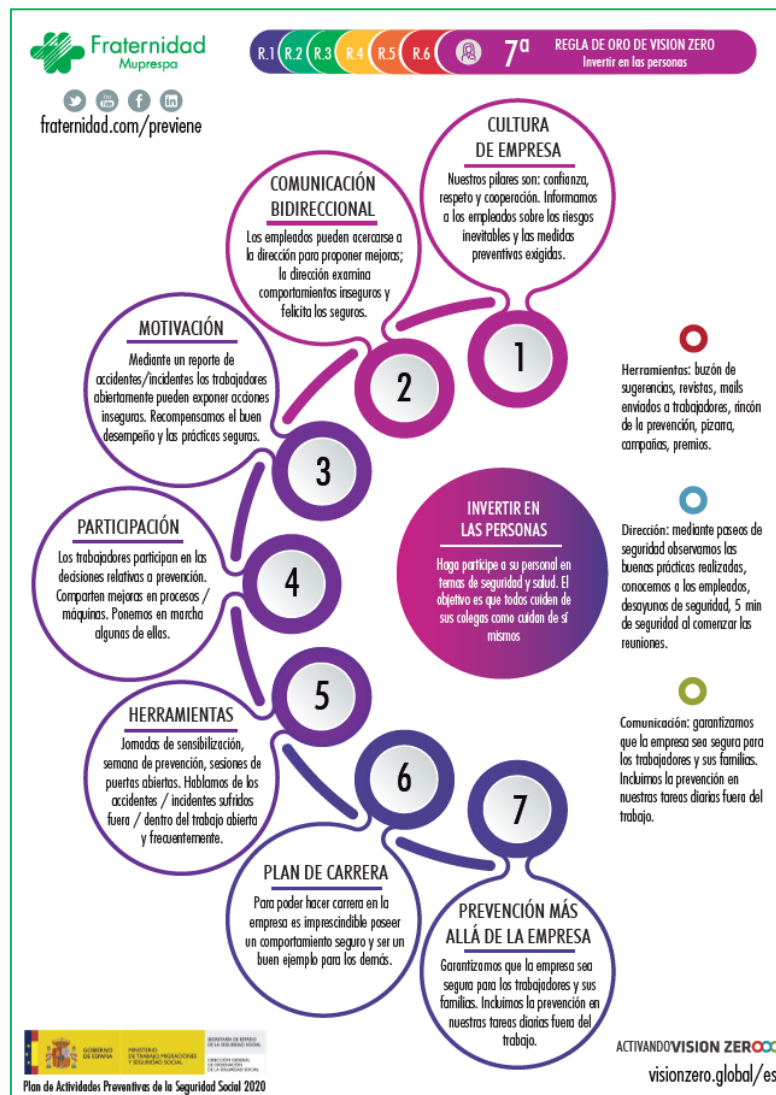 Fraternidad
Muprespa
fraternidad.com/previene
R.1
R.2
R.3
R.4
R.5
R.6
7ª
REGLA DE ORO DE VISION ZERO
Invertir en las personas
CULTURA
DE EMPRESA
Nuestros pilares son: confianza,
respeto y cooperación. Informamos
a los empleados sobre los riesgos
inevitables y las medidas
preventivas exigidas.
1
COMUNICACIÓN
BIDIRECCIONAL
Los empleados pueden acercarse a
la dirección para proponer mejoras;
la dirección examina
comportamientos inseguros y
felicita los seguros.
2
MOTIVACIÓN
Mediante un reporte de
accidentes/incidentes los trabajadores
abiertamente pueden exponer acciones
inseguras. Recompensamos el buen
desempeño y las prácticas seguras.
3
PARTICIPACIÓN
Los trabajadores participan en las
decisiones relativas a prevención.
Comparten mejoras en procesos /
máquinas. Ponemos en marcha
algunas de ellas.
4
HERRAMIENTAS
Jornadas de sensibilización,
semana de prevención, sesiones de
puertas abiertas. Hablamos de los
accidentes / incidentes sufridos
fuera / dentro del trabajo abierta
y frecuentemente.
5
PLAN DE CARRERA
Para poder hacer carrera en la
empresa es imprescindible poseer
un comportamiento seguro y ser un
buen ejemplo para los demás.
6
PREVENCIÓN MÁS
ALLÁ DE LA EMPRESA
Garantizamos que la empresa sea
segura para los trabajadores y sus
familias. Incluimos la prevención en
nuestras tareas diarias fuera del
trabajo.
7
INVERTIR EN
LAS PERSONAS
Haga partícipe a su personal en
temas de seguridad y salud. El
objetivo es que todos cuiden de
sus colegas como cuidan de sí
mismos
Herramientas: buzón de
sugerencias, revistas, mails
enviados a trabajadores, rincón
de la prevención, pizarra,
campañas, premios.
Dirección: mediante paseos de
seguridad observamos las
buenas prácticas realizadas,
conocemos a los empleados,
desayunos de seguridad, 5 min
de seguridad al comenzar las
reuniones.
Comunicación: garantizamos
que la empresa sea segura para
los trabajadores y sus familias.
Incluimos la prevención en
nuestras tareas diarias fuera del
trabajo.
GOBIERNO
DE ESPAÑA
MINISTERIO
DE TRABAJO, MIGRACIONES
Y SEGURIDAD SOCIAL
SECRETARÍA DE ESTADO
DE LA SEGURIDAD SOCIAL
DIRECCIÓN GENERAL
DE ORDENACIÓN
DE LA SEGURIDAD SOCIAL
Plan de Actividades Preventivas de la Seguridad Social 2020
ACTIVANDO VISION ZERO
visionzero.global/es